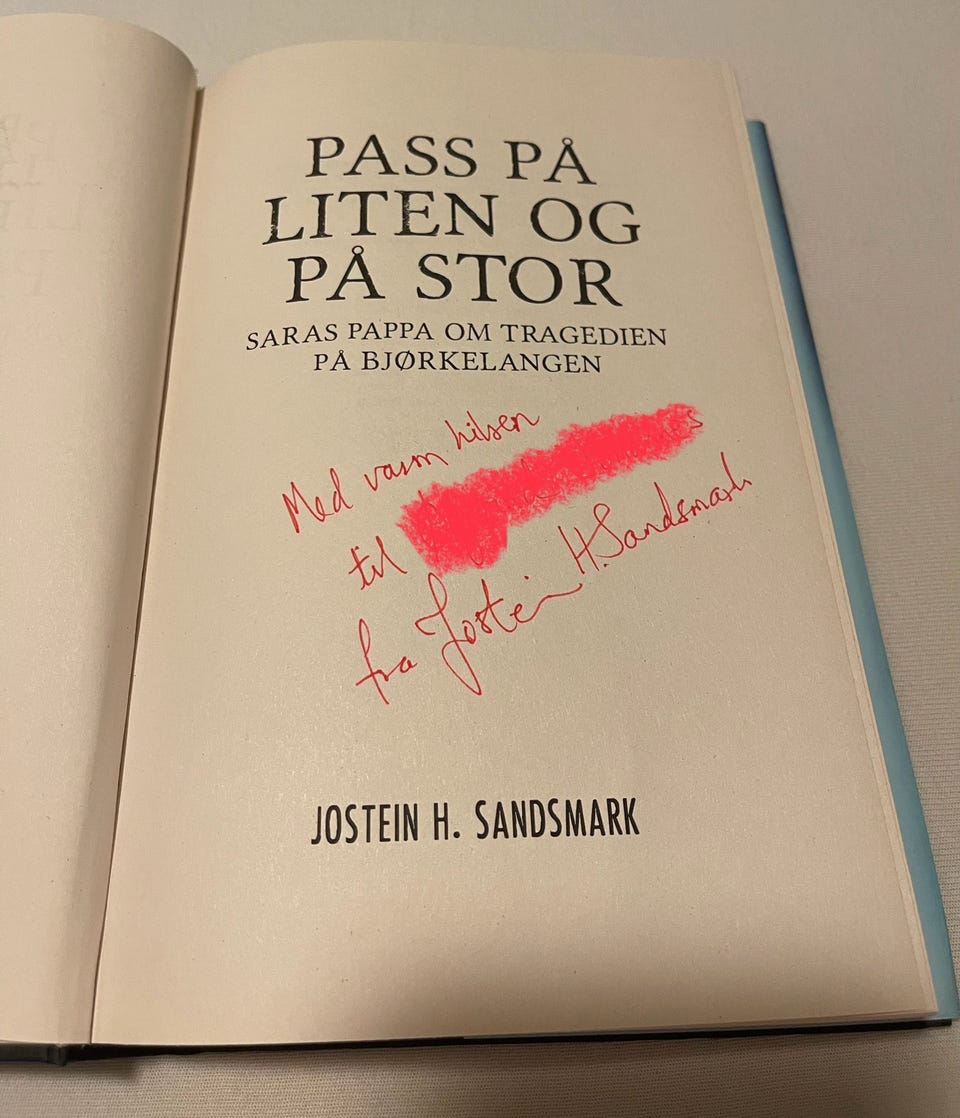 PASS PÅ
LITEN OG
PÅ STOR
SARAS PAPPA OM TRAGEDIEN
PÅ BJØRKELANGEN
Med varm hilsen
til
fra Jostein H. Sandsmark
JOSTEIN H. SANDSMARK